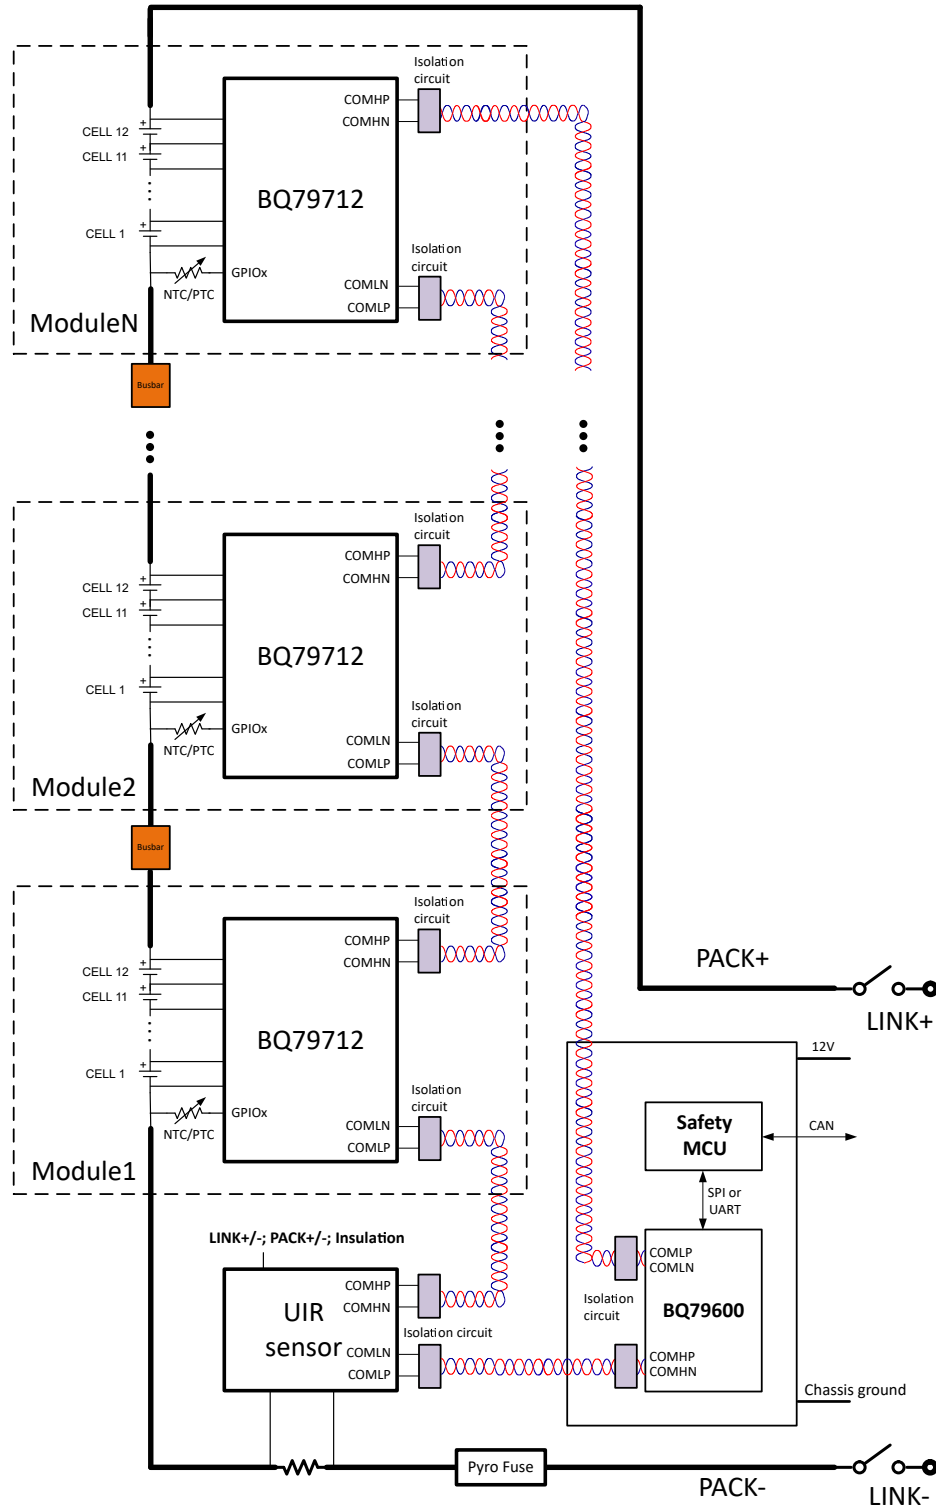 Isolation
circuit
COMHP
COMHN
+
CELL 12
+
CELL 11
BQ79712
+
CELL 1
Isolation
circuit
GPIOx
NTC/PTC
COMLN
COMLP
ModuleN
Busbar
Isolation
circuit
COMHP
COMHN
+
CELL 12
+
CELL 11
BQ79712
+
CELL 1
Isolation
circuit
GPIOx
NTC/PTC
COMLN
COMLP
Module2
Busbar
Isolation
circuit
COMHP
COMHN
+
CELL 12
+
CELL 11
BQ79712
+
CELL 1
Isolation
circuit
GPIOx
NTC/PTC
COMLN
COMLP
Module1
PACK+
LINK+
12V
Safety
MCU
CAN
SPI or
UART
LINK+/-; PACK+/-; Insulation
COMHP
COMHN
UIR
sensor
COMLN
COMLP
Isolation circuit
COMLP
COMLN
Isolation
circuit
BQ79600
COMHP
COMHN
Chassis ground
Pyro Fuse
PACK-
LINK-